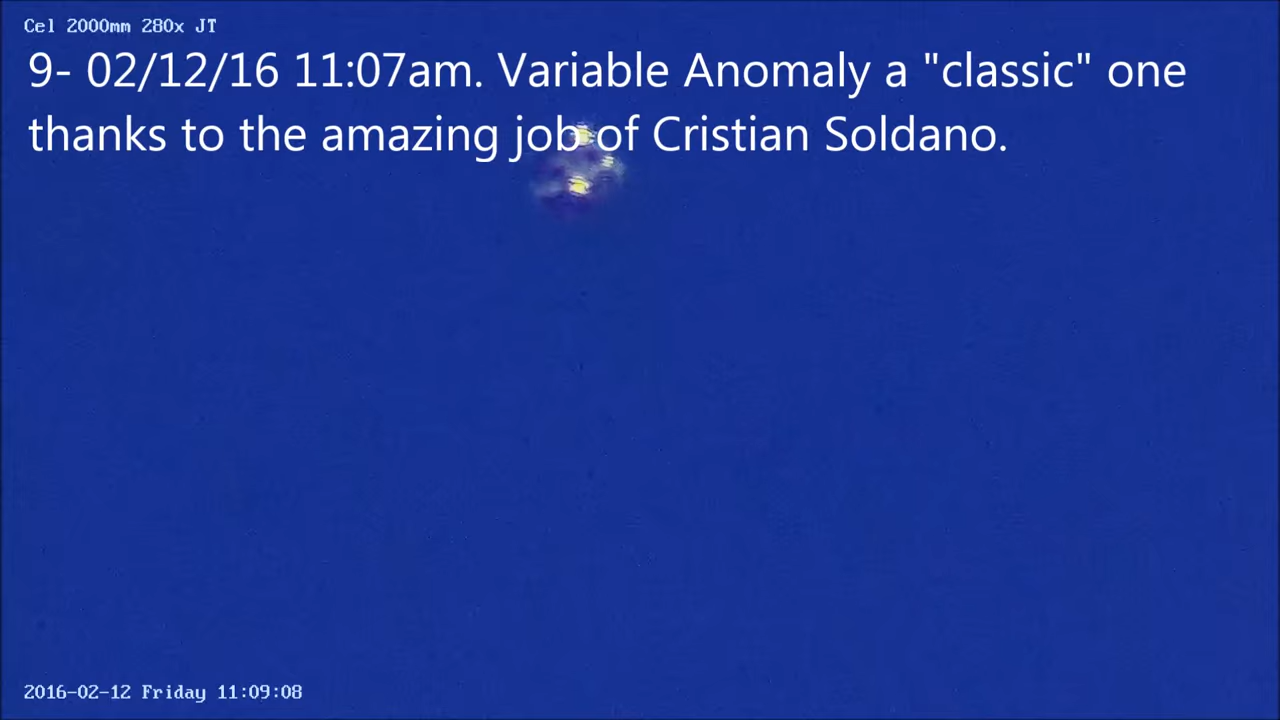 Cel 2000mm 280x JT
9- 02/12/16 11:07am. Variable Anomaly a "classic" one
thanks to the amazing job of Cristian Soldano.
2016-02-12 Friday 11:09:08